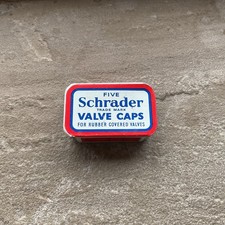 FIVE
Schrader
TRADE MARK
VALVE CAPS
FOR RUBBER COVERED VALVES